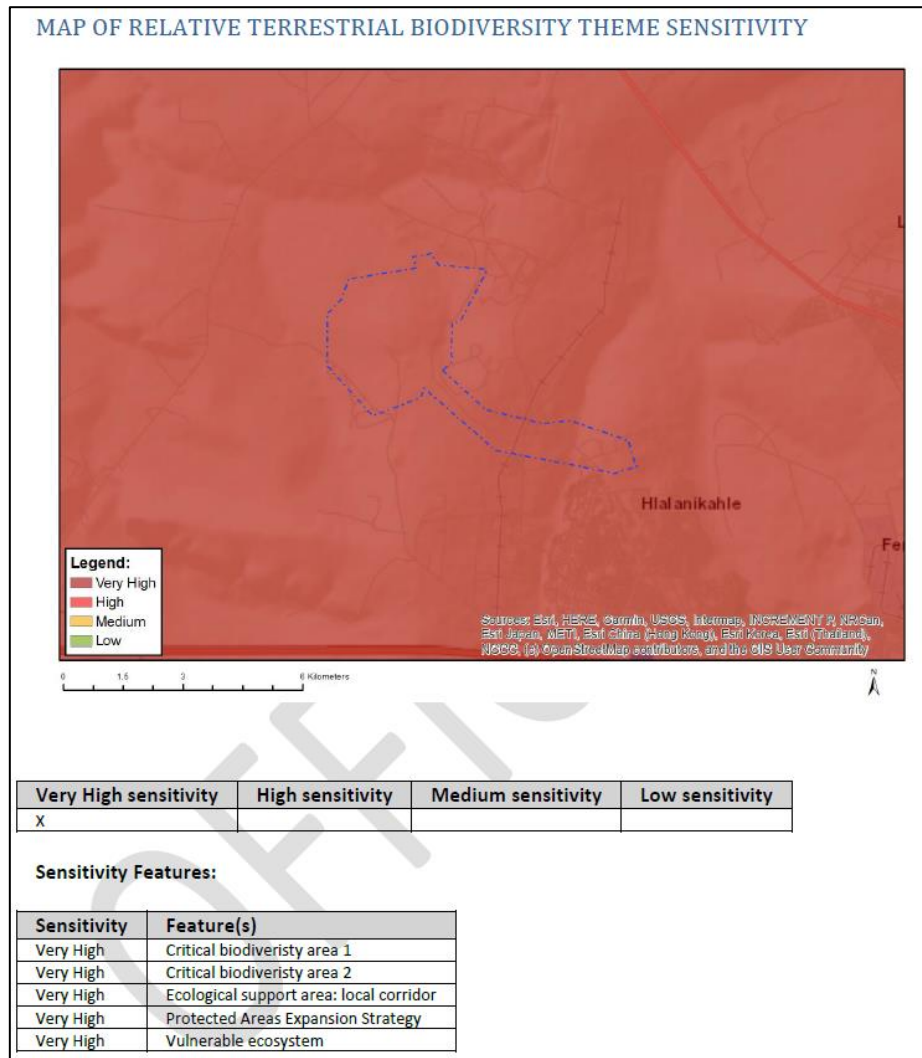 MAP OF RELATIVE TERRESTRIAL BIODIVERSITY THEME SENSITIVITY
L
Hlalanikahle
Fer
Legend:
Very High
High
Medium
Low
Sources: Esri, HERE, Garmin, USGS, Intermap, INCREMENT P, NRCan,
Esri Japan, METI, Esri China (Hong Kong), Esri Korea, Esri (Thailand),
NGCC, (c) OpenStreetMap contributors, and the GIS User Community
0 1.5 3 6 Kilometers
N
Very High sensitivity High sensitivity Medium sensitivity Low sensitivity
X
Sensitivity Features:
Sensitivity Feature(s)
Very High Critical biodiveristy area 1
Very High Critical biodiveristy area 2
Very High Ecological support area: local corridor
Very High Protected Areas Expansion Strategy
Very High Vulnerable ecosystem
OFFIC